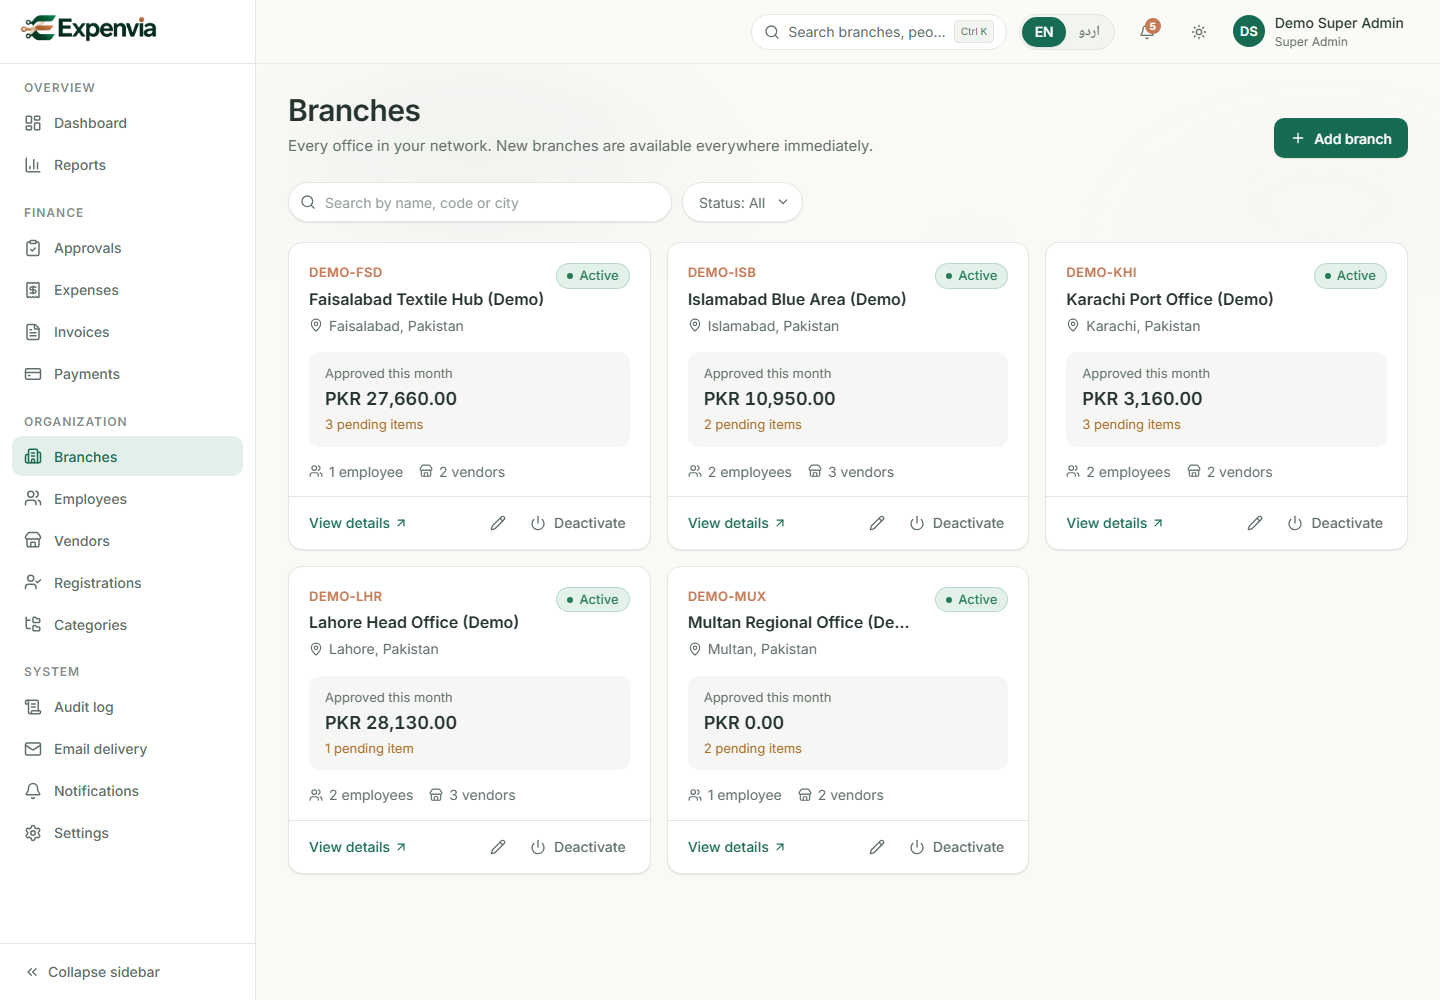 Expenvia
Search branches, peo...
Ctrl K
EN
اردو
5
DS
Demo Super Admin
Super Admin
OVERVIEW
Dashboard
Reports
FINANCE
Approvals
Expenses
Invoices
Payments
ORGANIZATION
Branches
Employees
Vendors
Registrations
Categories
SYSTEM
Audit log
Email delivery
Notifications
Settings
Collapse sidebar
Branches
Every office in your network. New branches are available everywhere immediately.
Add branch
Search by name, code or city
Status: All
DEMO-FSD
Active
Faisalabad Textile Hub (Demo)
Faisalabad, Pakistan
Approved this month
PKR 27,660.00
3 pending items
1 employee 2 vendors
View details Deactivate
DEMO-ISB
Active
Islamabad Blue Area (Demo)
Islamabad, Pakistan
Approved this month
PKR 10,950.00
2 pending items
2 employees 3 vendors
View details Deactivate
DEMO-KHI
Active
Karachi Port Office (Demo)
Karachi, Pakistan
Approved this month
PKR 3,160.00
3 pending items
2 employees 2 vendors
View details Deactivate
DEMO-LHR
Active
Lahore Head Office (Demo)
Lahore, Pakistan
Approved this month
PKR 28,130.00
1 pending item
2 employees 3 vendors
View details Deactivate
DEMO-MUX
Active
Multan Regional Office (De...
Multan, Pakistan
Approved this month
PKR 0.00
2 pending items
1 employee 2 vendors
View details Deactivate